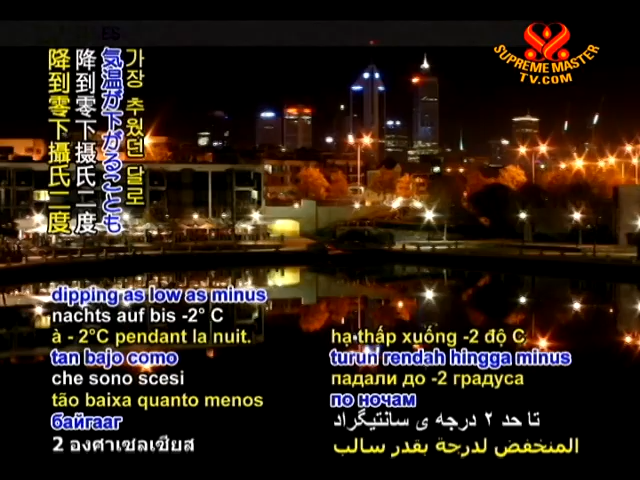 SUPREME MASTER
TV.COM
가장 추웠던 달로
気温が下がることも
降到零下摄氏二度
降到零下攝氏二度
dipping as low as minus
nachts auf bis -2° C
à - 2°C pendant la nuit.
tan bajo como
che sono scesi
tão baixa quanto menos
байгааг
2 องศาเซลเซียส
hạ thấp xuống -2 độ C
turun rendah hingga minus
падали до -2 градуса
по ночам
تا حد ۲ درجه ی سانتیگراد
المنخفض لدرجة بقدر سالب